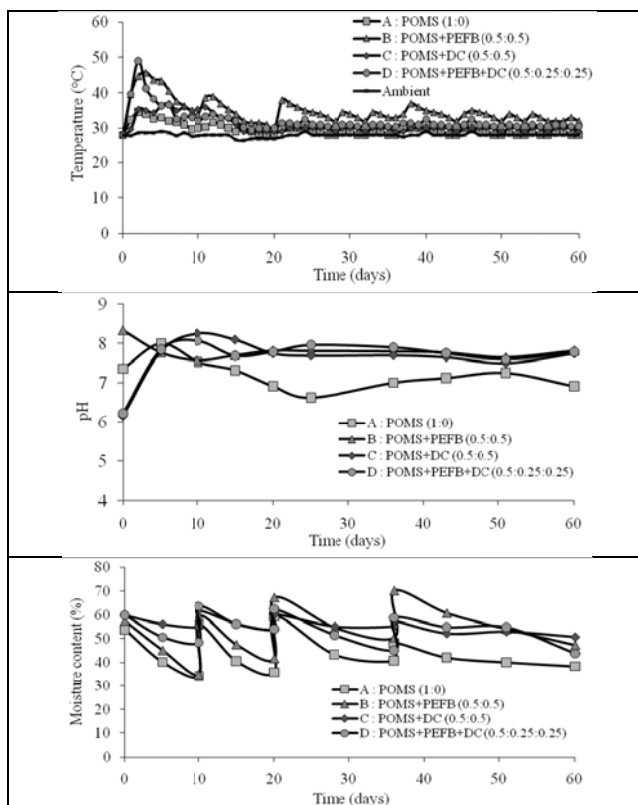 60
50
40
30
20
10
0
Temperature (°C)
A : POMS (1:0)
B : POMS+PEFB (0.5:0.5)
C : POMS+DC (0.5:0.5)
D : POMS+PEFB+DC (0.5:0.25:0.25)
Ambient
0 10 20 30 40 50 60
Time (days)
9
8
7
6
5
4
pH
A : POMS (1:0)
B : POMS+PEFB (0.5:0.5)
C : POMS+DC (0.5:0.5)
D : POMS+PEFB+DC (0.5:0.25:0.25)
0 10 20 30 40 50 60
Time (days)
80
70
60
50
40
30
20
10
0
Moisture content (%)
A : POMS (1:0)
B : POMS+PEFB (0.5:0.5)
C : POMS+DC (0.5:0.5)
D : POMS+PEFB+DC (0.5:0.25:0.25)
0 10 20 30 40 50 60
Time (days)